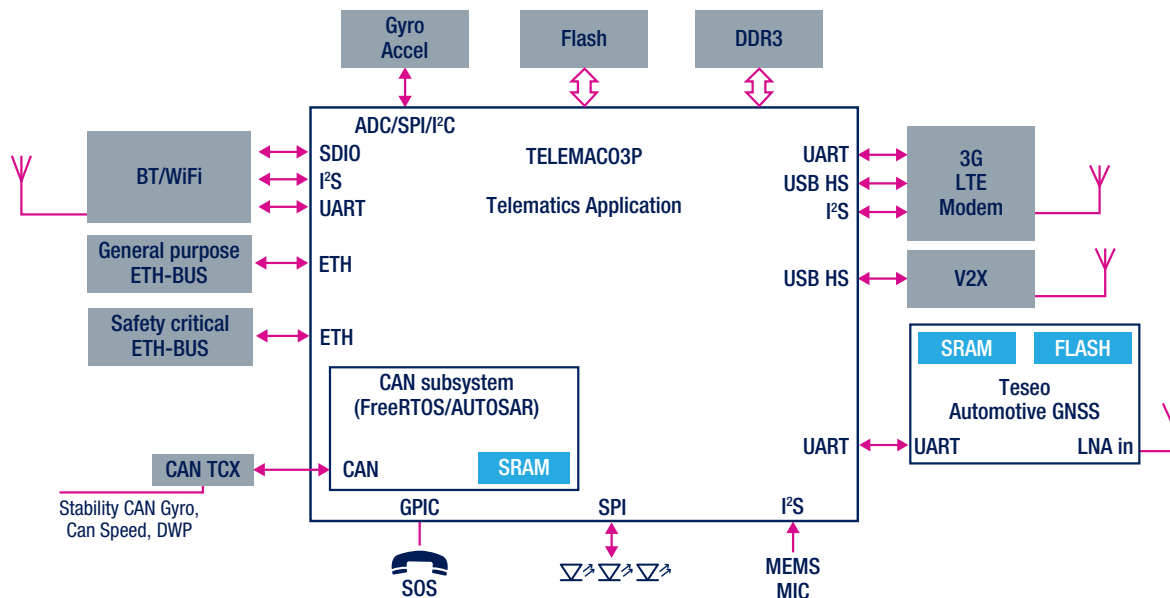 Gyro
Accel
Flash
DDR3
ADC/SPI/I²C
TELEMACO3P
Telematics Application
BT/WiFi
SDIO
I²S
UART
General purpose
ETH-BUS
ETH
Safety critical
ETH-BUS
ETH
UART
USB HS
I²S
3G
LTE
Modem
USB HS
V2X
SRAM
FLASH
Teseo
Automotive GNSS
UART
UART
LNA in
CAN subsystem
(FreeRTOS/AUTOSAR)
CAN
SRAM
CAN TCX
Stability CAN Gyro,
Can Speed, DWP
GPIC
SPI
I²S
SOS
MEMS
MIC